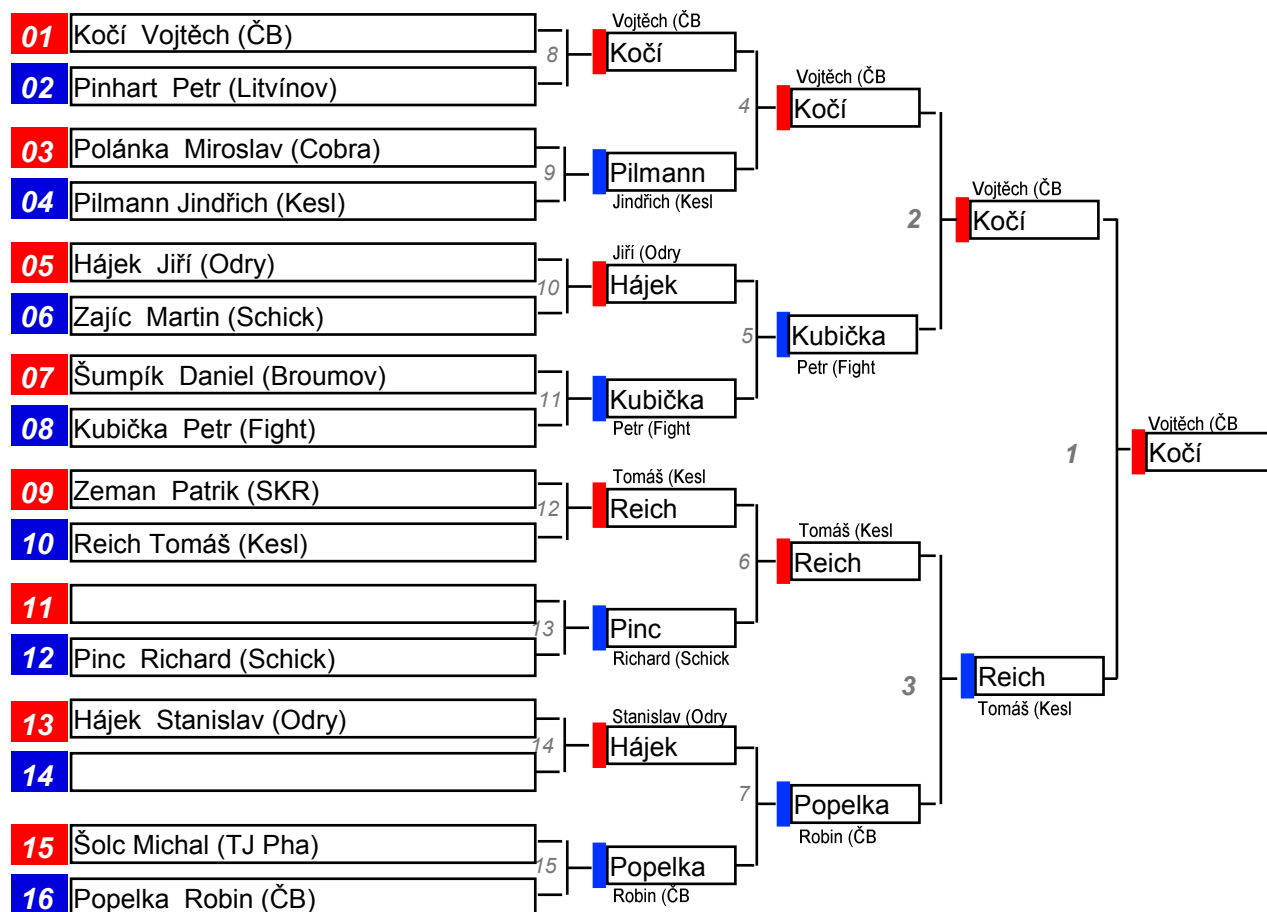 01 Kočí Vojtěch (ČB)
02 Pinhart Petr (Litvínov)
03 Polánka Miroslav (Cobra)
04 Pilmann Jindřich (Kesl)
05 Hájek Jiří (Odry)
06 Zajíc Martin (Schick)
07 Šumpík Daniel (Broumov)
08 Kubička Petr (Fight)
09 Zeman Patrik (SKR)
10 Reich Tomáš (Kesl)
11
12 Pinc Richard (Schick)
13 Hájek Stanislav (Odry)
14
15 Šolc Michal (TJ Pha)
16 Popelka Robin (ČB)
8
9
10
11
12
13
14
15
Vojtěch (ČB
Kočí
Pilmann
Jindřich (Kesl
Jiří (Odry
Hájek
Kubička
Petr (Fight
Tomáš (Kesl
Reich
Pinc
Richard (Schick
Stanislav (Odry
Hájek
Popelka
Robin (ČB
4
5
6
7
Vojtěch (ČB
Kočí
Kubička
Petr (Fight
Tomáš (Kesl
Reich
Popelka
Robin (ČB
2
3
Vojtěch (ČB
Kočí
Reich
Tomáš (Kesl
1
Vojtěch (ČB
Kočí